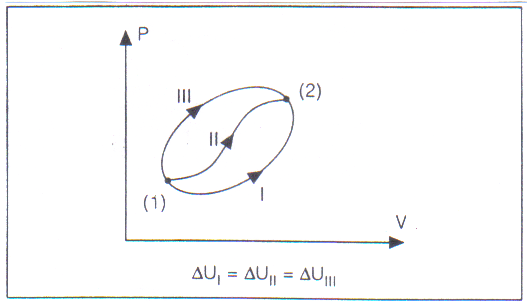 P
III
(2)
II
(1)
I
V
ΔU_I = ΔU_II = ΔU_III